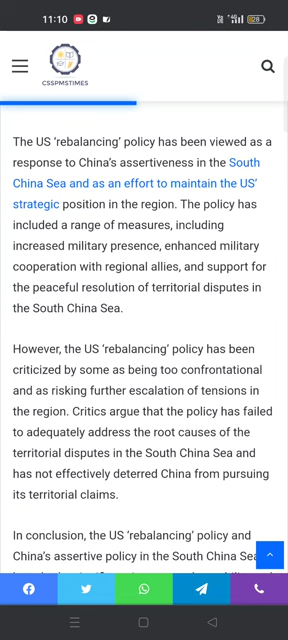 11:10
28
CSSPMSTIMES
The US ‘rebalancing’ policy has been viewed as a
response to China’s assertiveness in the South
China Sea and as an effort to maintain the US’
strategic position in the region. The policy has
included a range of measures, including
increased military presence, enhanced military
cooperation with regional allies, and support for
the peaceful resolution of territorial disputes in
the South China Sea.
However, the US ‘rebalancing’ policy has been
criticized by some as being too confrontational
and as risking further escalation of tensions in
the region. Critics argue that the policy has failed
to adequately address the root causes of the
territorial disputes in the South China Sea and
has not effectively deterred China from pursuing
its territorial claims.
In conclusion, the US ‘rebalancing’ policy and
China’s assertive policy in the South China Sea